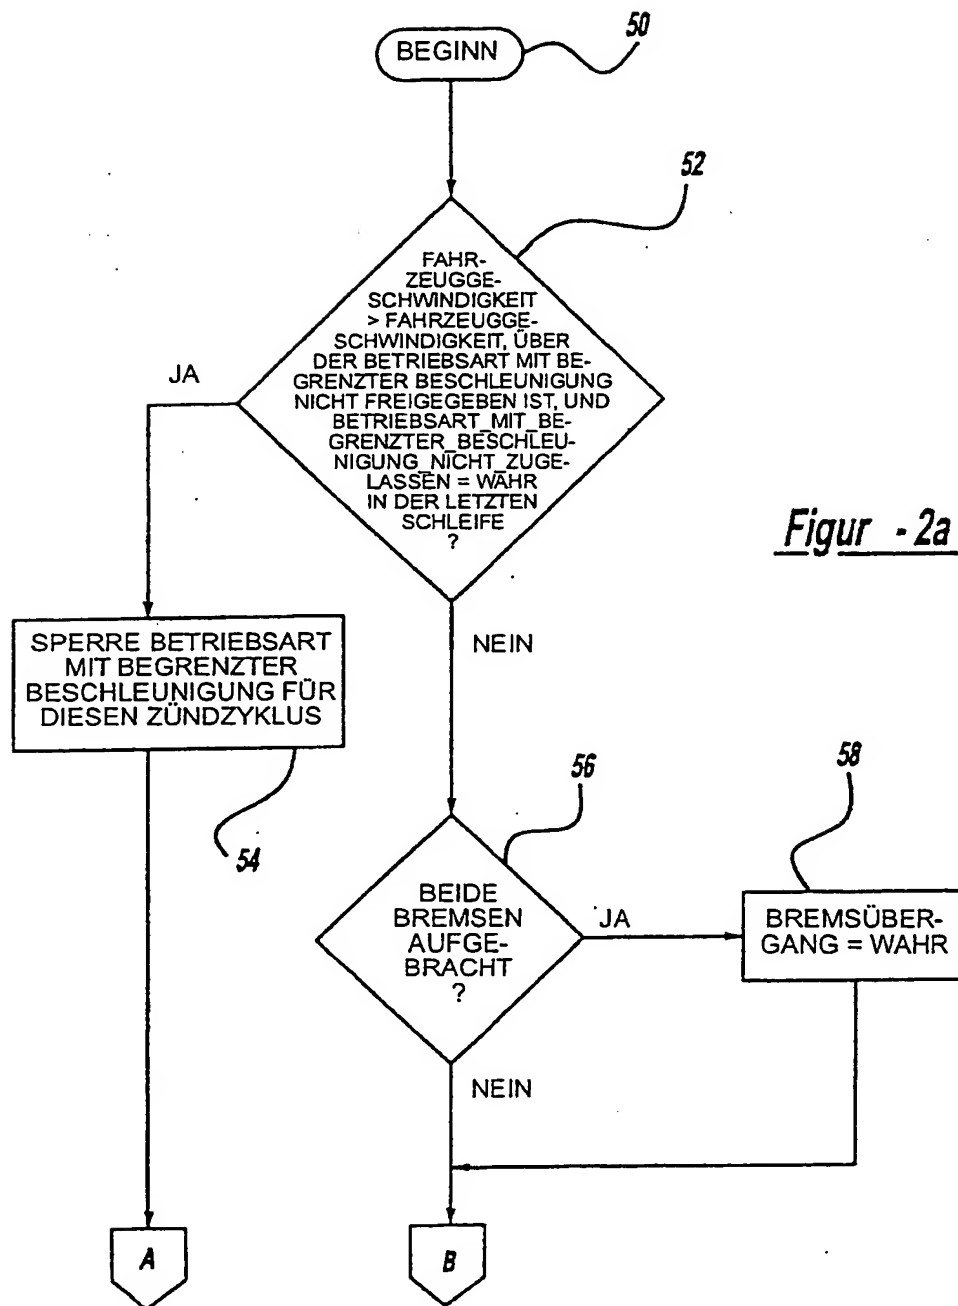 50
BEGINN
52
FAHR-
ZEUGGE-
SCHWINDIGKEIT
> FAHRZEUGGE-
SCHWINDIGKEIT, ÜBER
DER BETRIEBSART MIT BE-
GRENZTER BESCHLEUNIGUNG
NICHT FREIGEGEBEN IST, UND
BETRIEBSART_MIT_BE-
GRENZTER_BESCHLEU-
NIGUNG_NICHT_ZUGE-
LASSEN = WAHR
IN DER LETZTEN
SCHLEIFE
?
JA
Figur - 2a
NEIN
SPERRE BETRIEBSART
MIT BEGRENZTER
BESCHLEUNIGUNG FÜR
DIESEN ZÜNDZYKLUS
54
56
58
BEIDE
BREMSEN
AUFGE-
BRACHT
?
JA
BREMSÜBER-
GANG = WAHR
NEIN
A
B